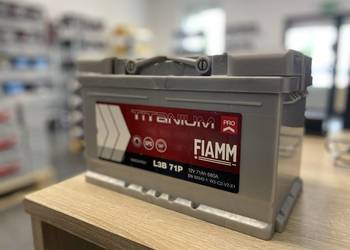 TITANIUM PRO
FIAMM
L3B 71P
12V 71Ah 680A